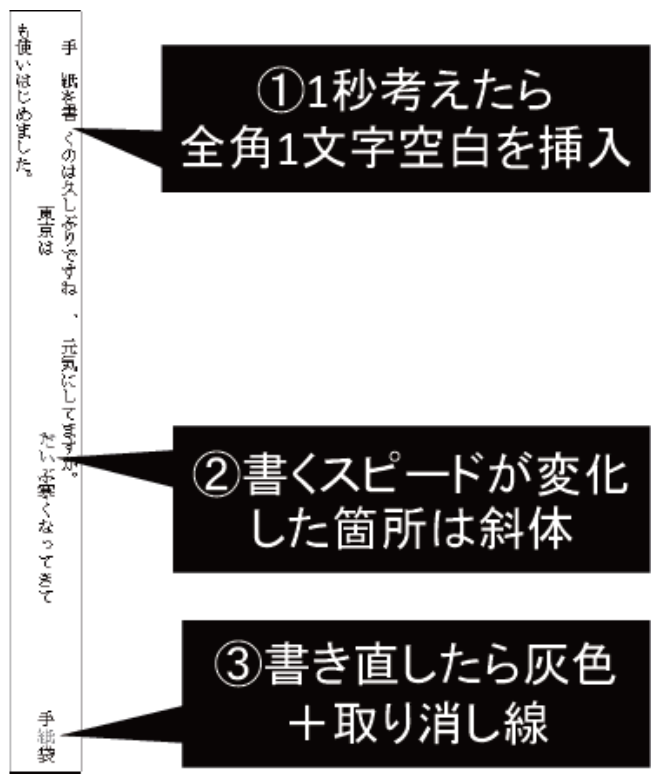 手 紙を書 くのは久しぶりですね 、 元気にしてますか。
東京は だいぶ寒くなってきて 手紙袋
も使いはじめました。
①1秒考えたら
全角1文字空白を挿入
②書くスピードが変化
した箇所は斜体
③書き直したら灰色
＋取り消し線